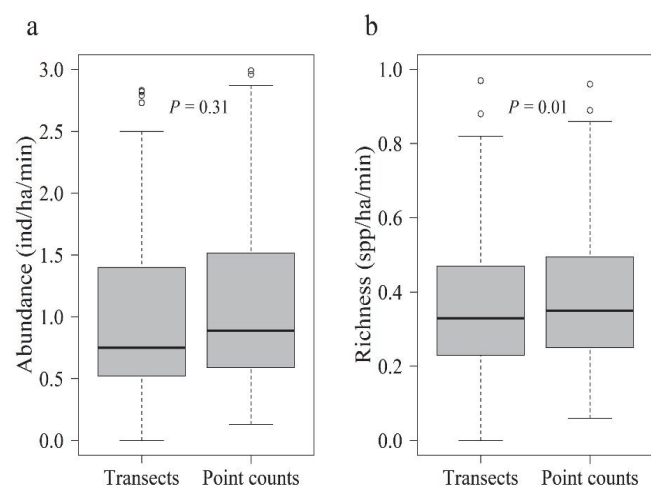 a
Abundance (ind/ha/min)
3.0
2.5
2.0
1.5
1.0
0.5
0.0
P = 0.31
Transects Point counts
b
Richness (spp/ha/min)
1.0
0.8
0.6
0.4
0.2
0.0
P = 0.01
Transects Point counts